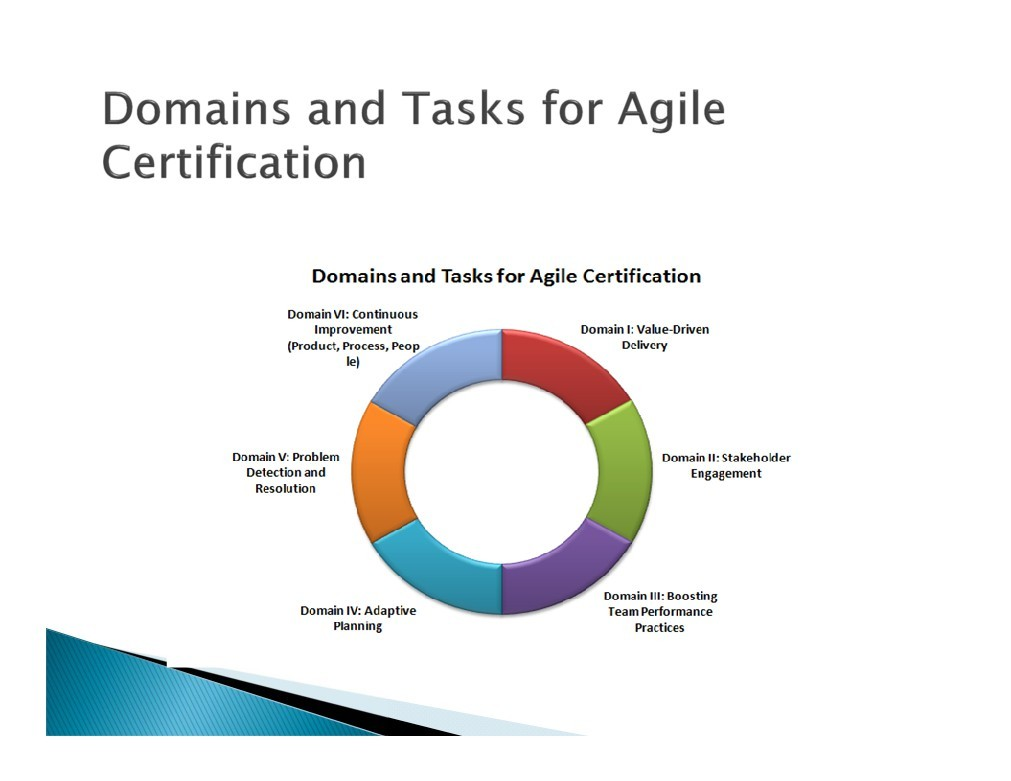 Domains and Tasks for Agile
Certification
Domains and Tasks for Agile Certification
Domain VI: Continuous
Improvement
(Product, Process, Peop
le)
Domain I: Value-Driven
Delivery
Domain V: Problem
Detection and
Resolution
Domain II: Stakeholder
Engagement
Domain IV: Adaptive
Planning
Domain III: Boosting
Team Performance
Practices